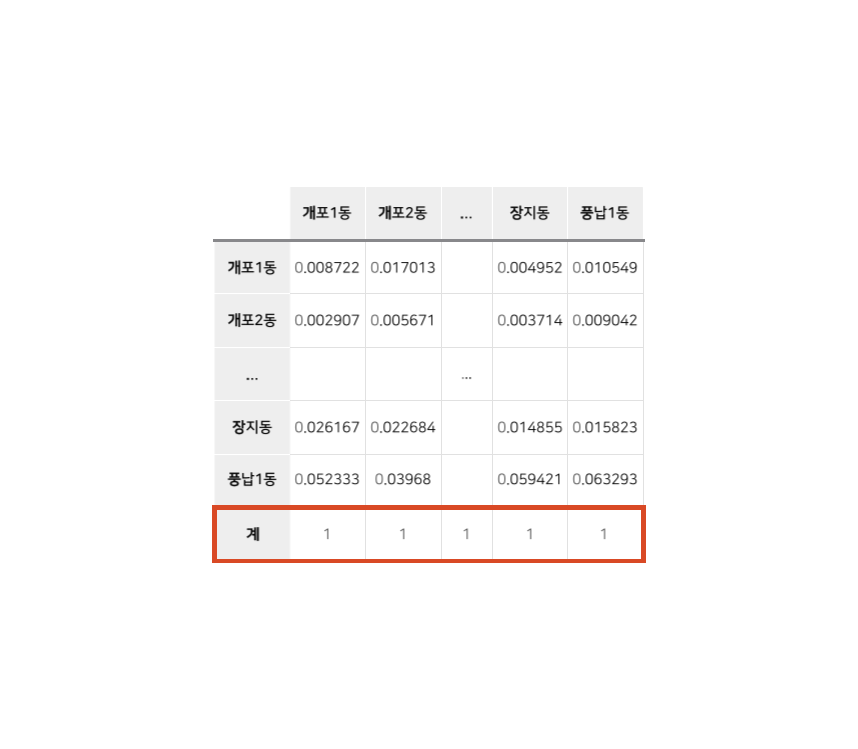 개포1동 개포2동 ... 장지동 풍납1동
개포1동 0.008722 0.017013 0.004952 0.010549
개포2동 0.002907 0.005671 0.003714 0.009042
... ...
장지동 0.026167 0.022684 0.014855 0.015823
풍납1동 0.052333 0.03968 0.059421 0.063293
계 1 1 1 1 1